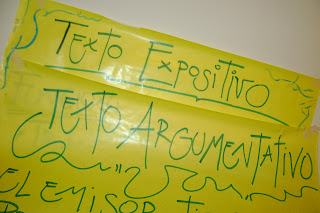 Texto Expositivo
Texto Argumentativo
EL EMISOR